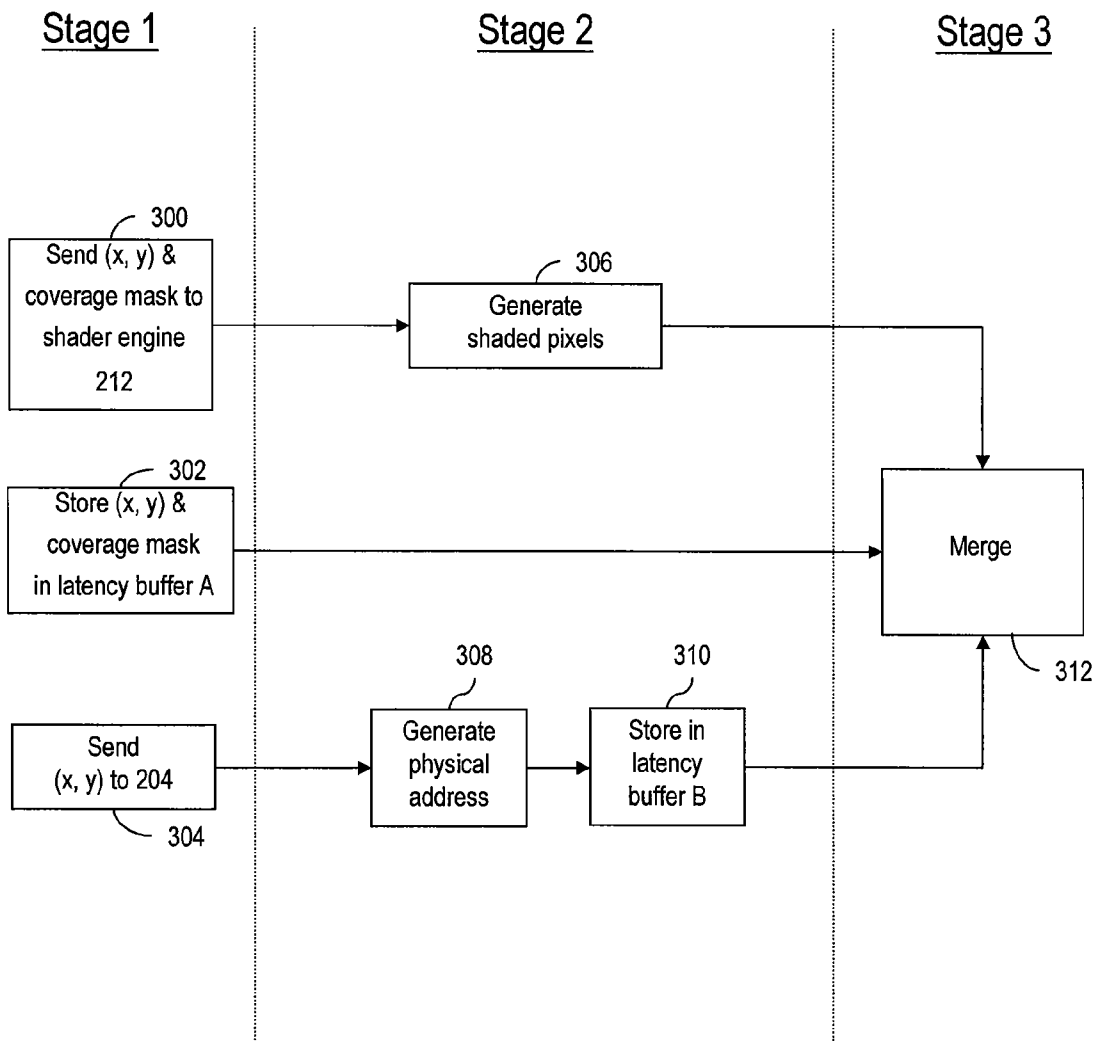 Stage 1
Stage 2
Stage 3
300
Send (x, y) &
coverage mask to
shader engine
212
306
Generate
shaded pixels
302
Store (x, y) &
coverage mask
in latency buffer A
Merge
312
308
310
Send
(x, y) to 204
304
Generate
physical
address
Store in
latency
buffer B